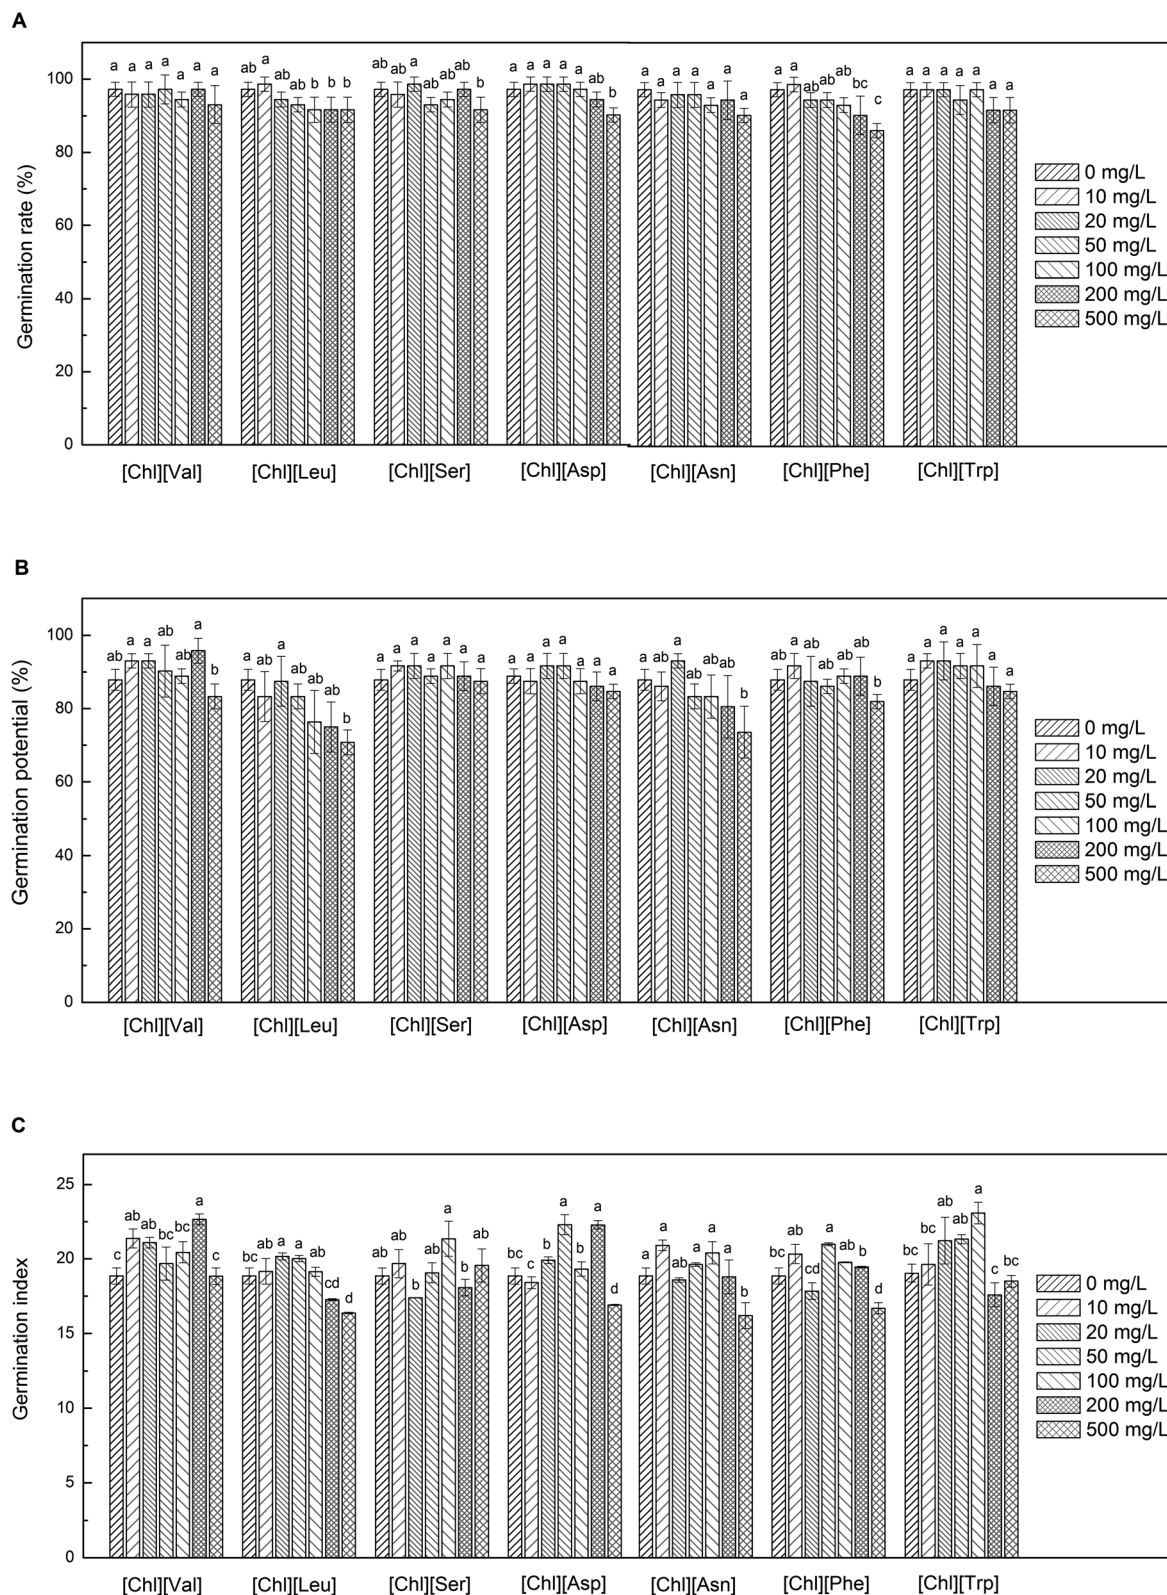 A
a a a a a a a ab a ab ab b b b ab ab a ab ab ab b a a a a a ab b a a a a a a a a a ab ab ab bc c a a a a a a a
100
80
60
40
20
0
Germination rate (%)
0 mg/L
10 mg/L
20 mg/L
50 mg/L
100 mg/L
200 mg/L
500 mg/L
[Chl][Val] [Chl][Leu] [Chl][Ser] [Chl][Asp] [Chl][Asn] [Chl][Phe] [Chl][Trp]
B
ab a a ab ab a b a ab a ab ab ab b a a a a a a a a a a a a a a ab ab a ab ab ab b ab a ab ab ab ab b a a a a a a a
100
80
60
40
20
0
Germination potential (%)
0 mg/L
10 mg/L
20 mg/L
50 mg/L
100 mg/L
200 mg/L
500 mg/L
[Chl][Val] [Chl][Leu] [Chl][Ser] [Chl][Asp] [Chl][Asn] [Chl][Phe] [Chl][Trp]
C
c ab ab bc bc a c bc ab a a ab cd d ab ab b ab a b ab bc c b a b a d a a ab a a a b bc ab cd a ab b d bc bc ab ab a c bc
25
20
15
10
5
0
Germination index
0 mg/L
10 mg/L
20 mg/L
50 mg/L
100 mg/L
200 mg/L
500 mg/L
[Chl][Val] [Chl][Leu] [Chl][Ser] [Chl][Asp] [Chl][Asn] [Chl][Phe] [Chl][Trp]